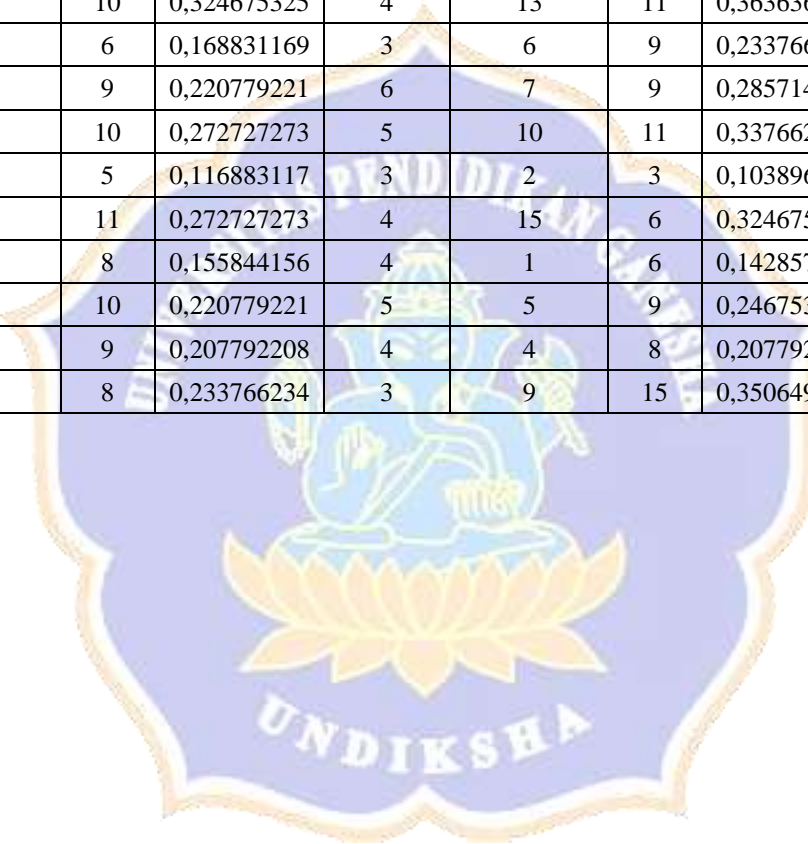 10 0,324675325 4 13 11
6 0,168831169 3 6 9 0,23376
9 0,220779221 6 7 9 0,28571
10 0,272727273 5 10 11 0,33766
5 0,116883117 3 2 3 0,10389
11 0,272727273 4 15 6 0,32467
8 0,155844156 4 1 6 0,14285
10 0,220779221 5 5 9 0,24675
9 0,207792208 4 4 8 0,20779
8 0,233766234 3 9 15 0,35064
UNIVERSITAS PENDIDIKAN GANESHA
UNDIKSHA